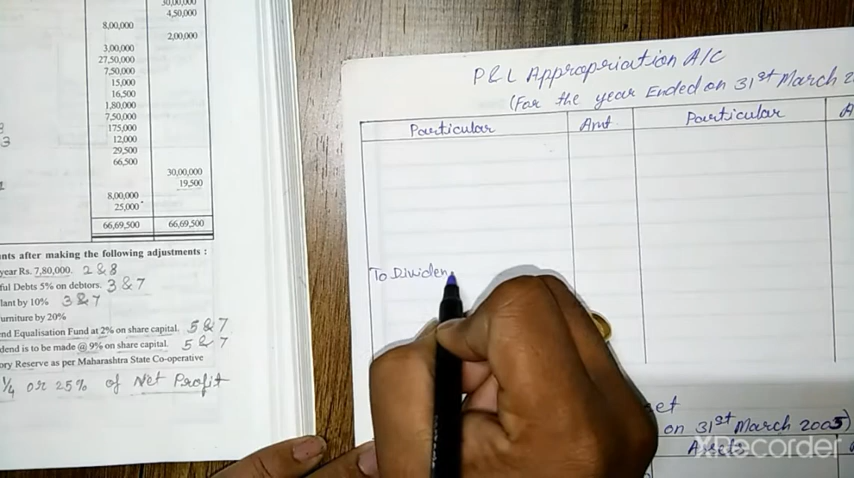 30,00,000
4,50,000
8,00,000
2,00,000
3,00,000
27,50,000
7,50,000
15,000
16,500
1,80,000
7,50,000
175,000
12,000
29,500
66,500
30,00,000
19,500
8,00,000
25,000
66,69,500 66,69,500
nts after making the following adjustments :
year Rs. 7,80,000. 2 & 8
ful Debts 5% on debtors. 3 & 7
lant by 10% 3 & 7
urniture by 20%
end Equalisation Fund at 2% on share capital. 5 & 7
dend is to be made @ 9% on share capital. 5 & 7
ory Reserve as per Maharashtra State Co-operative
1/4 or 25% of Net Profit
P & L Appropriation A/C
(For the year Ended on 31st March 2
Particular Amt Particular A
To Dividen
on 31st March 2005)
Assets
XRecorder